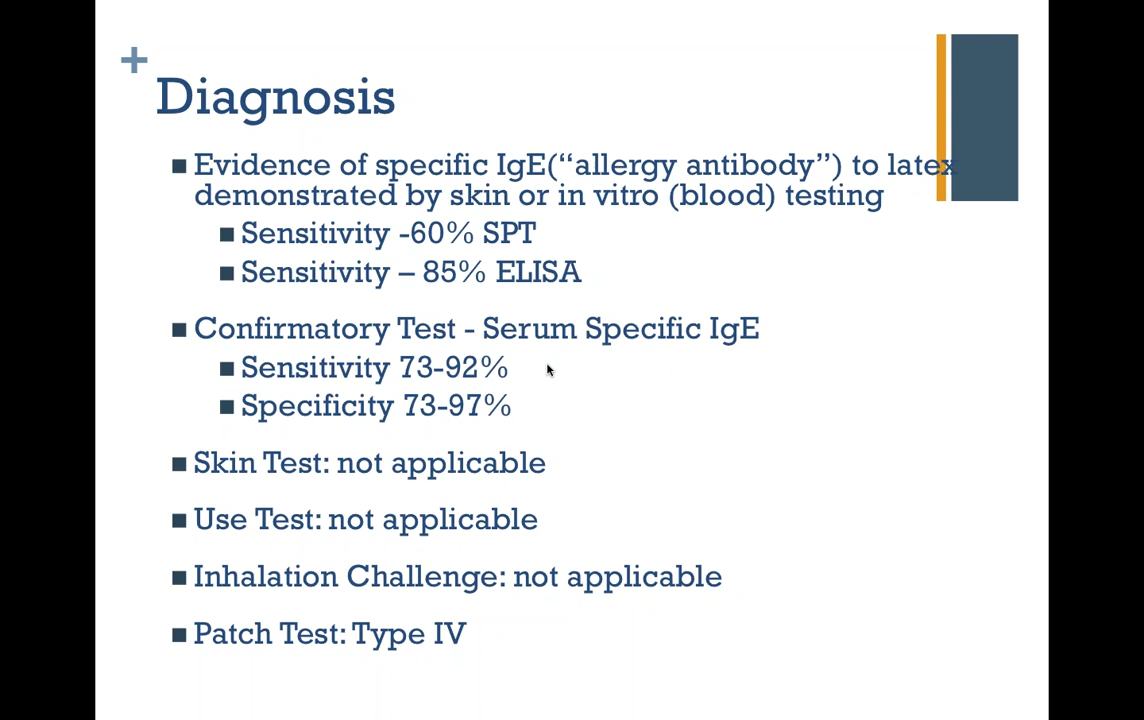 +
Diagnosis
■ Evidence of specific IgE(“allergy antibody”) to latex
demonstrated by skin or in vitro (blood) testing
■ Sensitivity -60% SPT
■ Sensitivity – 85% ELISA
■ Confirmatory Test - Serum Specific IgE
■ Sensitivity 73-92%
■ Specificity 73-97%
■ Skin Test: not applicable
■ Use Test: not applicable
■ Inhalation Challenge: not applicable
■ Patch Test: Type IV